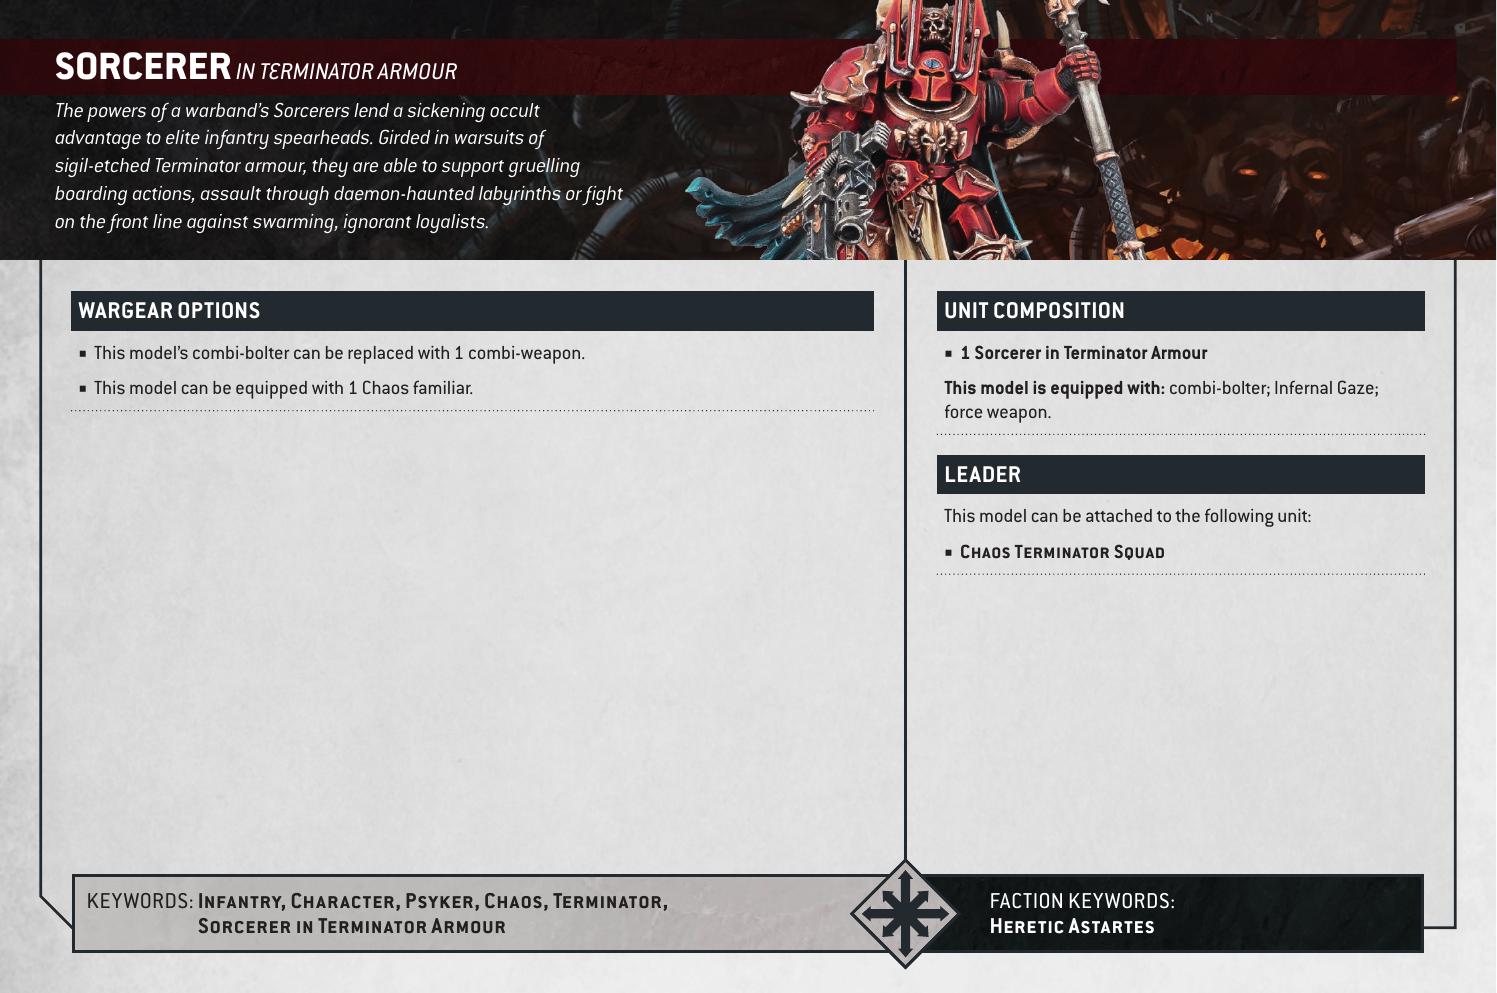 SORCERER IN TERMINATOR ARMOUR
The powers of a warband's Sorcerers lend a sickening occult
advantage to elite infantry spearheads. Girded in warsuits of
sigil-etched Terminator armour, they are able to support gruelling
boarding actions, assault through daemon-haunted labyrinths or fight
on the front line against swarming, ignorant loyalists.
WARGEAR OPTIONS
■ This model's combi-bolter can be replaced with 1 combi-weapon.
■ This model can be equipped with 1 Chaos familiar.
UNIT COMPOSITION
■ 1 Sorcerer in Terminator Armour
This model is equipped with: combi-bolter; Infernal Gaze;
force weapon.
LEADER
This model can be attached to the following unit:
■ Chaos Terminator Squad
KEYWORDS: Infantry, Character, Psyker, Chaos, Terminator,
Sorcerer in Terminator Armour
FACTION KEYWORDS:
Heretic Astartes